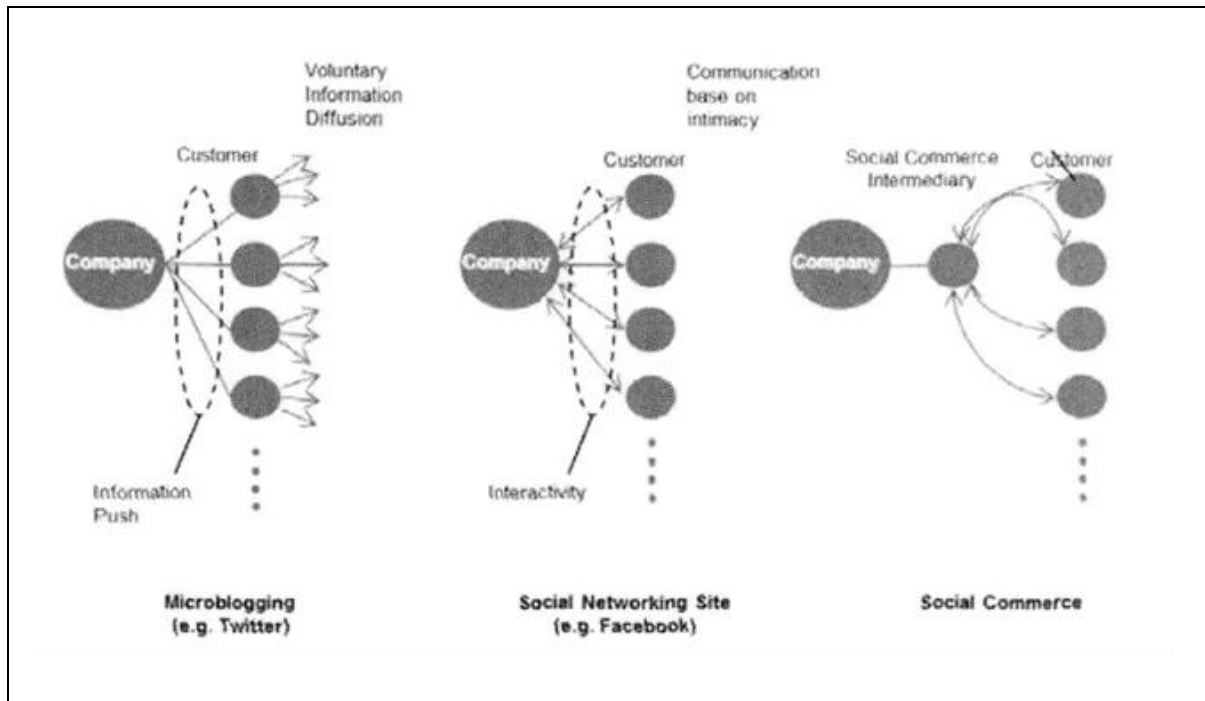 Voluntary
Information
Diffusion
Customer
Company
Information
Push
Microblogging
(e.g. Twitter)
Communication
base on
intimacy
Customer
Company
Interactivity
Social Networking Site
(e.g. Facebook)
Social Commerce
Intermediary
Customer
Company
Social Commerce